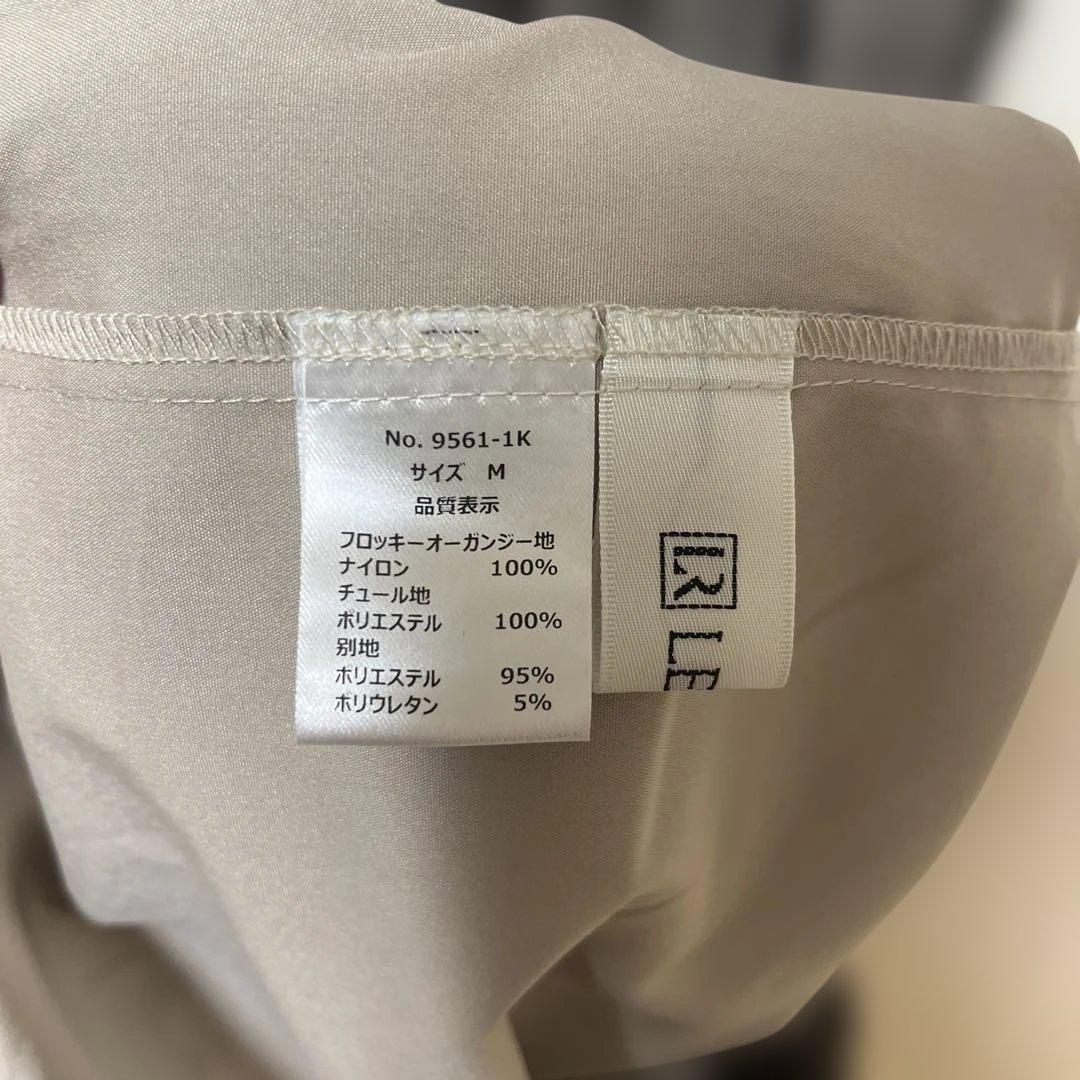 No. 9561-1K
サイズ M
品質表示
フロッキーオーガンジー地
ナイロン 100%
チュール地
ポリエステル 100%
別地
ポリエステル 95%
ポリウレタン 5%
LR
LE